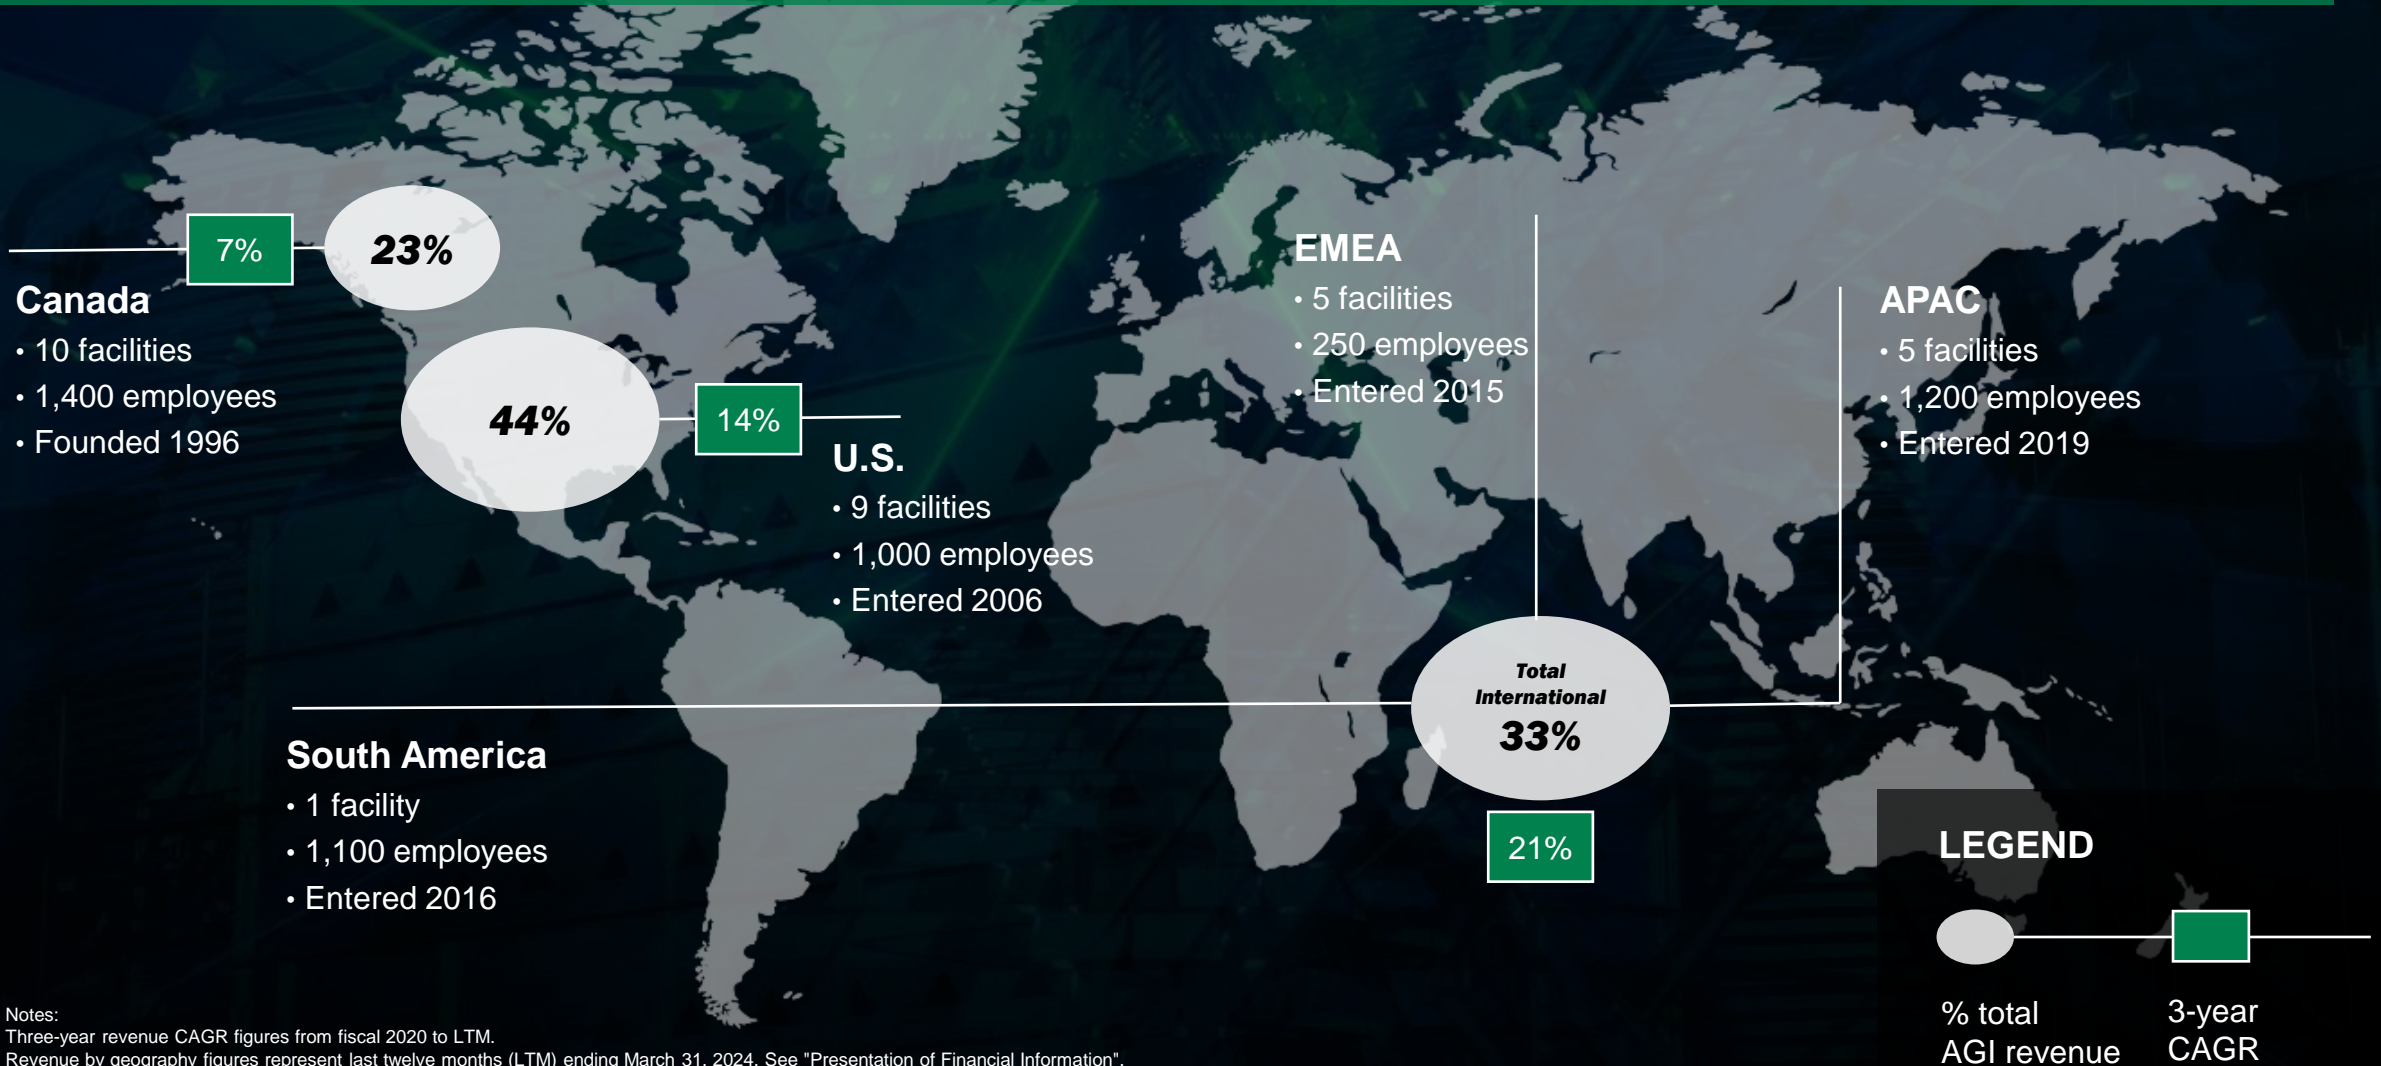 7%
23%
Canada
• 10 facilities
• 1,400 employees
• Founded 1996
44%
14%
U.S.
• 9 facilities
• 1,000 employees
• Entered 2006
EMEA
• 5 facilities
• 250 employees
• Entered 2015
APAC
• 5 facilities
• 1,200 employees
• Entered 2019
Total
International
33%
21%
South America
• 1 facility
• 1,100 employees
• Entered 2016
LEGEND
% total
AGI revenue
3-year
CAGR
Notes:
Three-year revenue CAGR figures from fiscal 2020 to LTM.
Revenue by geography figures represent last twelve months (LTM) ending March 31, 2024. See "Presentation of Financial Information".